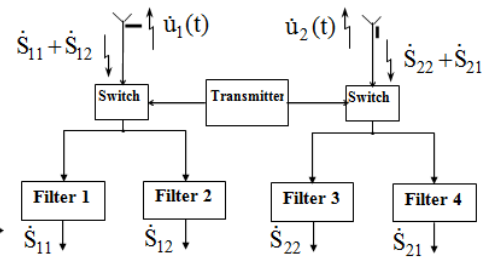 u̇₁(t) u̇₂(t)
Ṡ₁₁+Ṡ₁₂ Ṡ₂₂+Ṡ₂₁
Switch Transmitter Switch
Filter 1 Filter 2 Filter 3 Filter 4
Ṡ₁₁ Ṡ₁₂ Ṡ₂₂ Ṡ₂₁